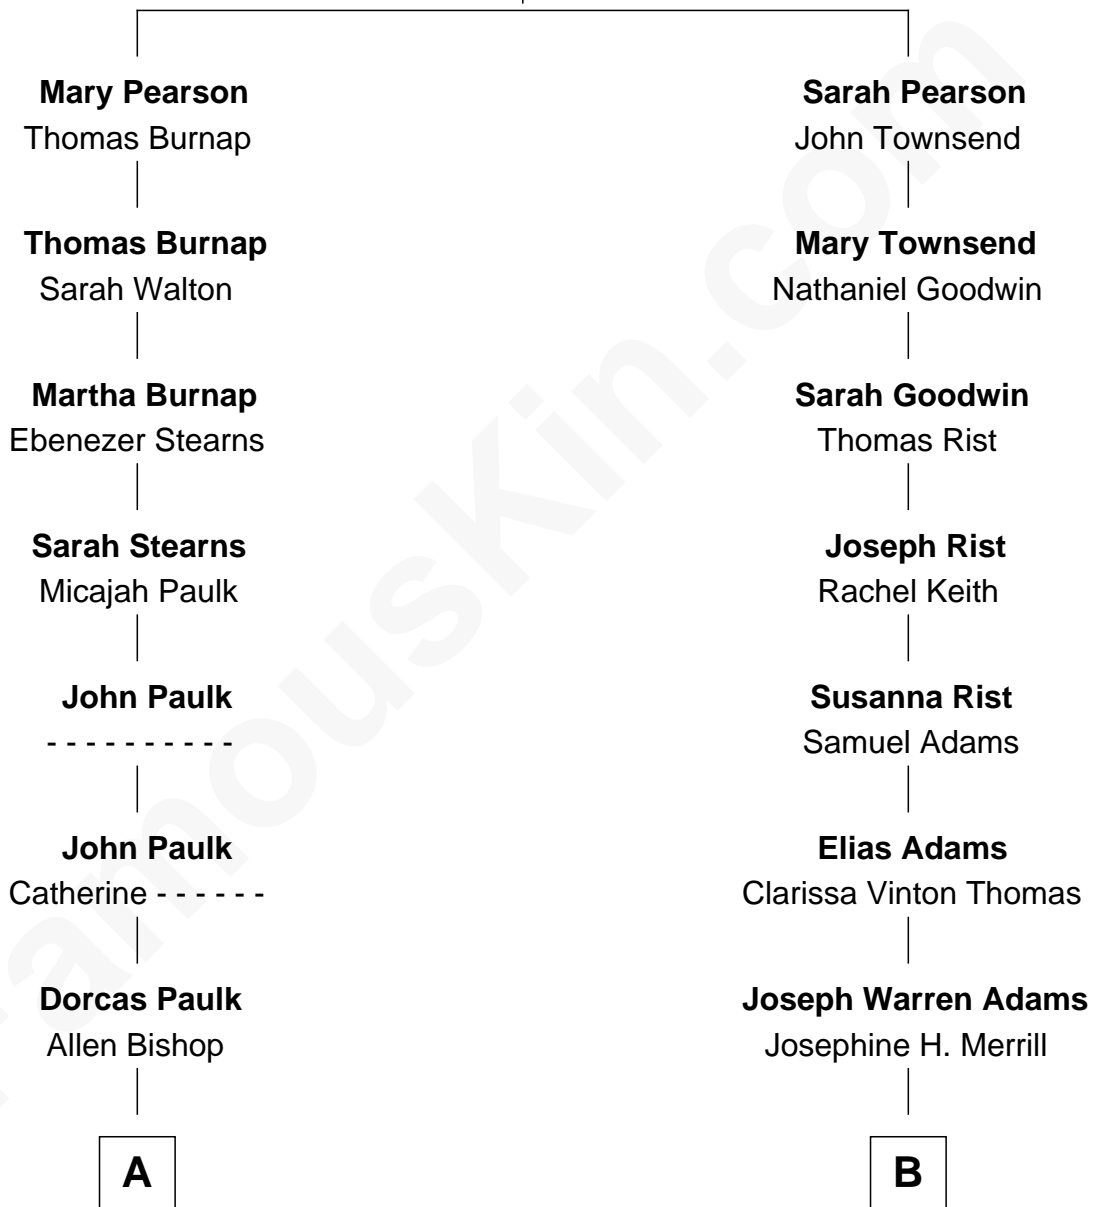 Mary Pearson
Thomas Burnap
Thomas Burnap
Sarah Walton
Martha Burnap
Ebenezer Stearns
Sarah Stearns
Micajah Paulk
John Paulk
- - - - - - - - - -
John Paulk
Catherine - - - - - -
Dorcas Paulk
Allen Bishop
A
Sarah Pearson
John Townsend
Mary Townsend
Nathaniel Goodwin
Sarah Goodwin
Thomas Rist
Joseph Rist
Rachel Keith
Susanna Rist
Samuel Adams
Elias Adams
Clarissa Vinton Thomas
Joseph Warren Adams
Josephine H. Merrill
B
FamousKin.com